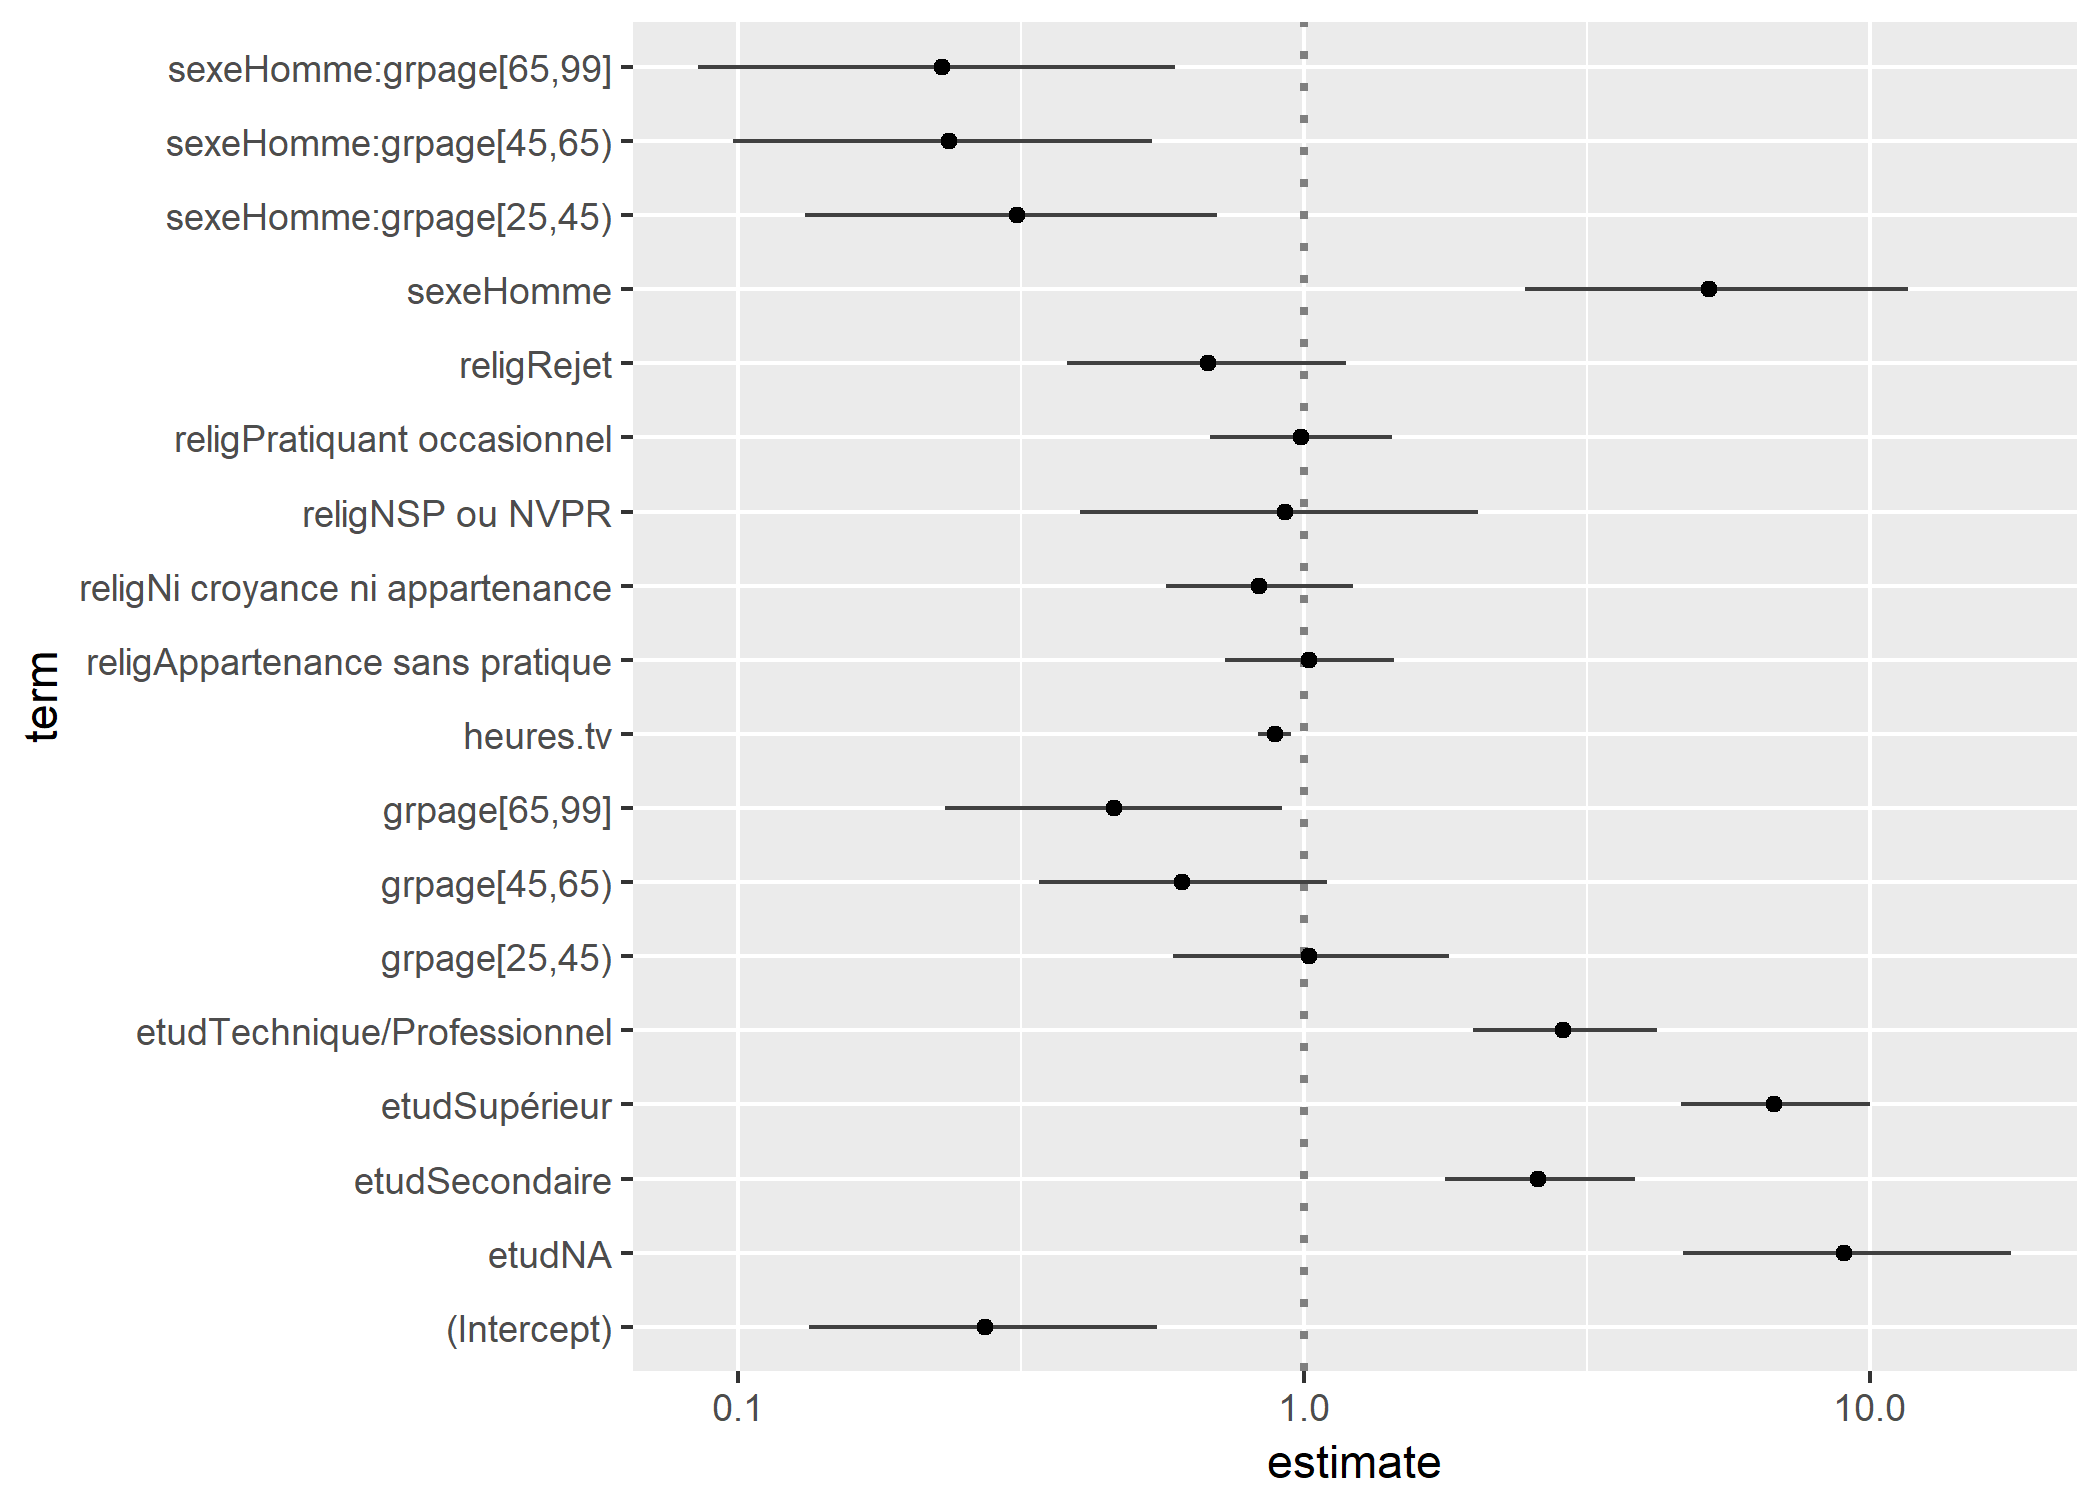 sexeHomme:grpage[65,99]
sexeHomme:grpage[45,65)
sexeHomme:grpage[25,45)
sexeHomme
religRejet
religPratiquant occasionnel
religNSP ou NVPR
religNi croyance ni appartenance
religAppartenance sans pratique
heures.tv
grpage[65,99]
grpage[45,65)
grpage[25,45)
etudTechnique/Professionnel
etudSupérieur
etudSecondaire
etudNA
(Intercept)
term
0.1
1.0
10.0
estimate